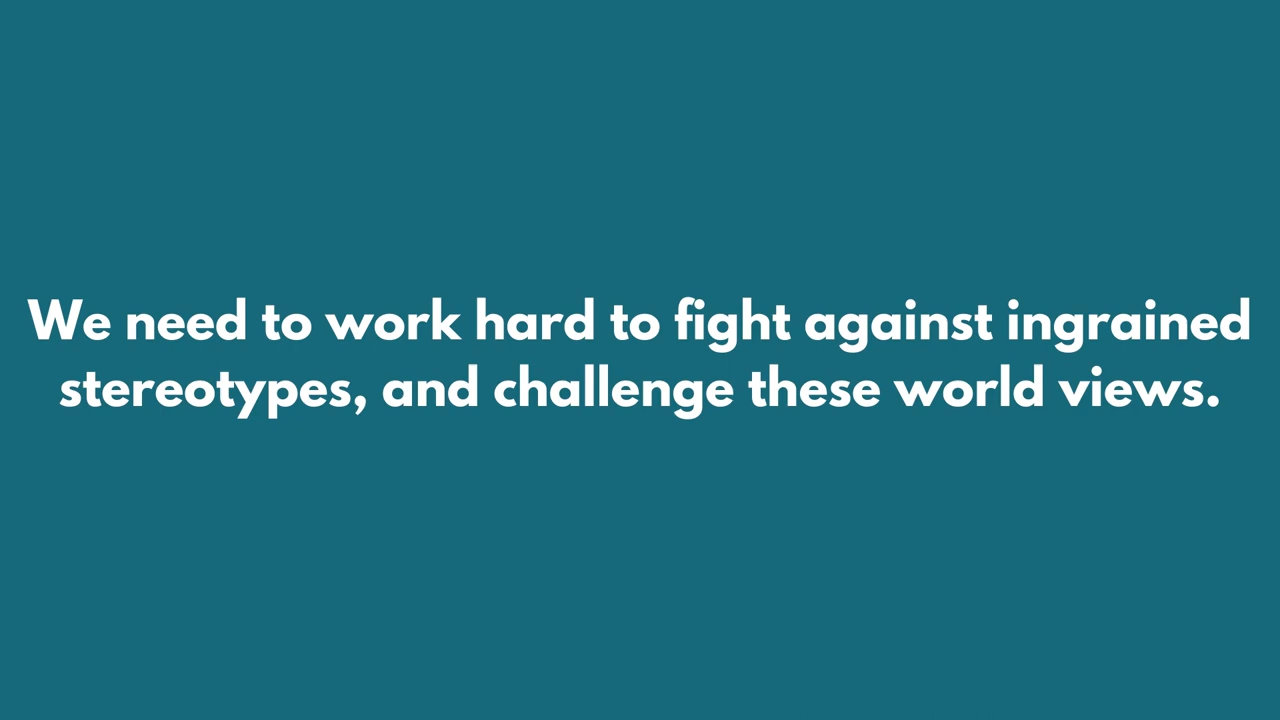 We need to work hard to fight against ingrained
stereotypes, and challenge these world views.